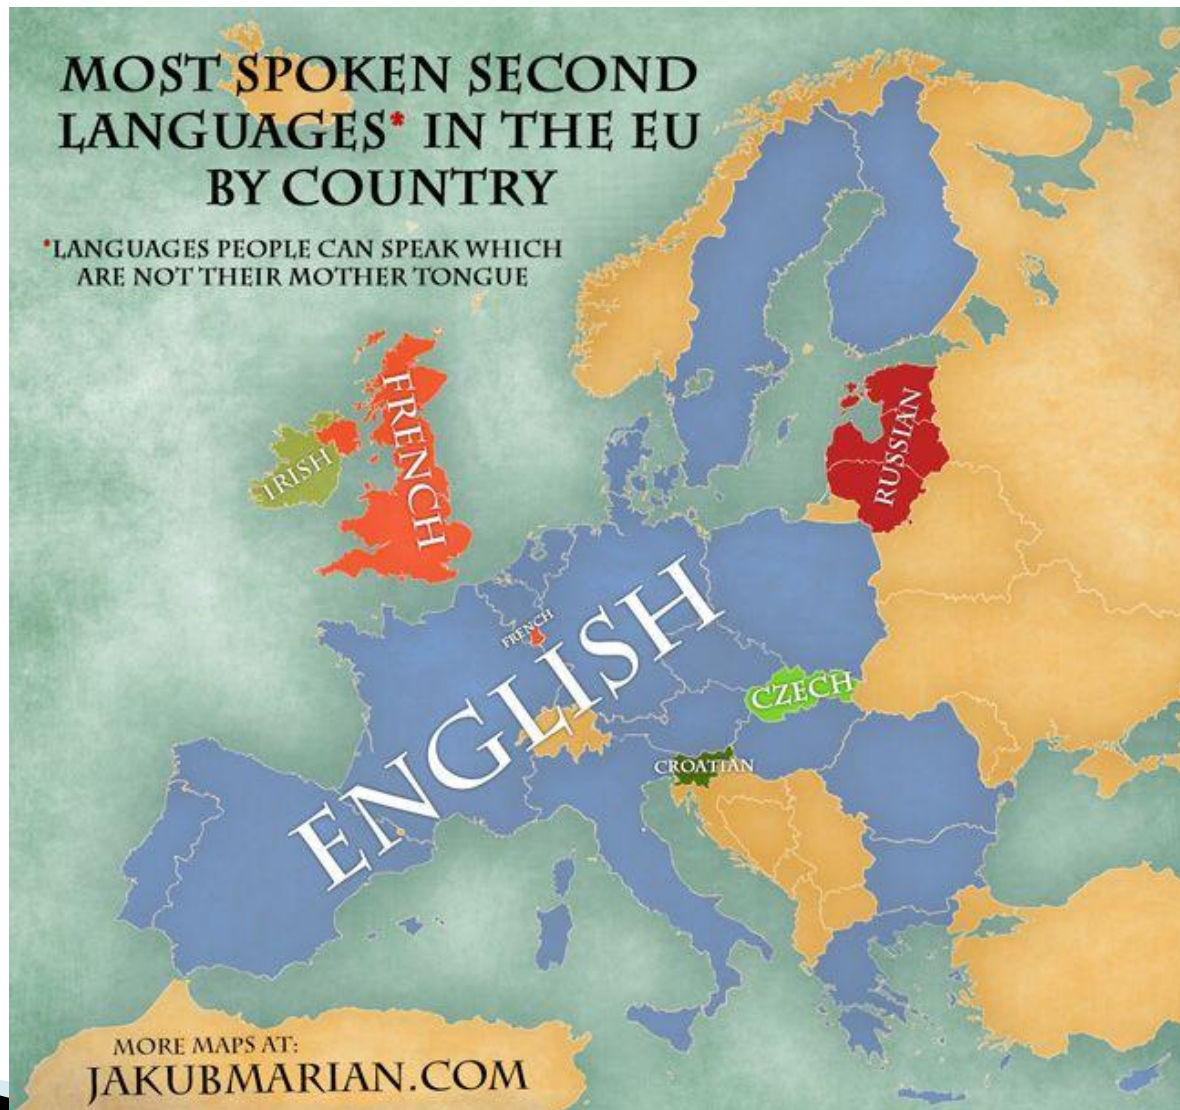 MOST SPOKEN SECOND
LANGUAGES* IN THE EU
BY COUNTRY
*LANGUAGES PEOPLE CAN SPEAK WHICH
ARE NOT THEIR MOTHER TONGUE
FRENCH
IRISH
RUSSIAN
FRENCH
ENGLISH
CZECH
CROATIAN
MORE MAPS AT:
JAKUBMARIAN.COM